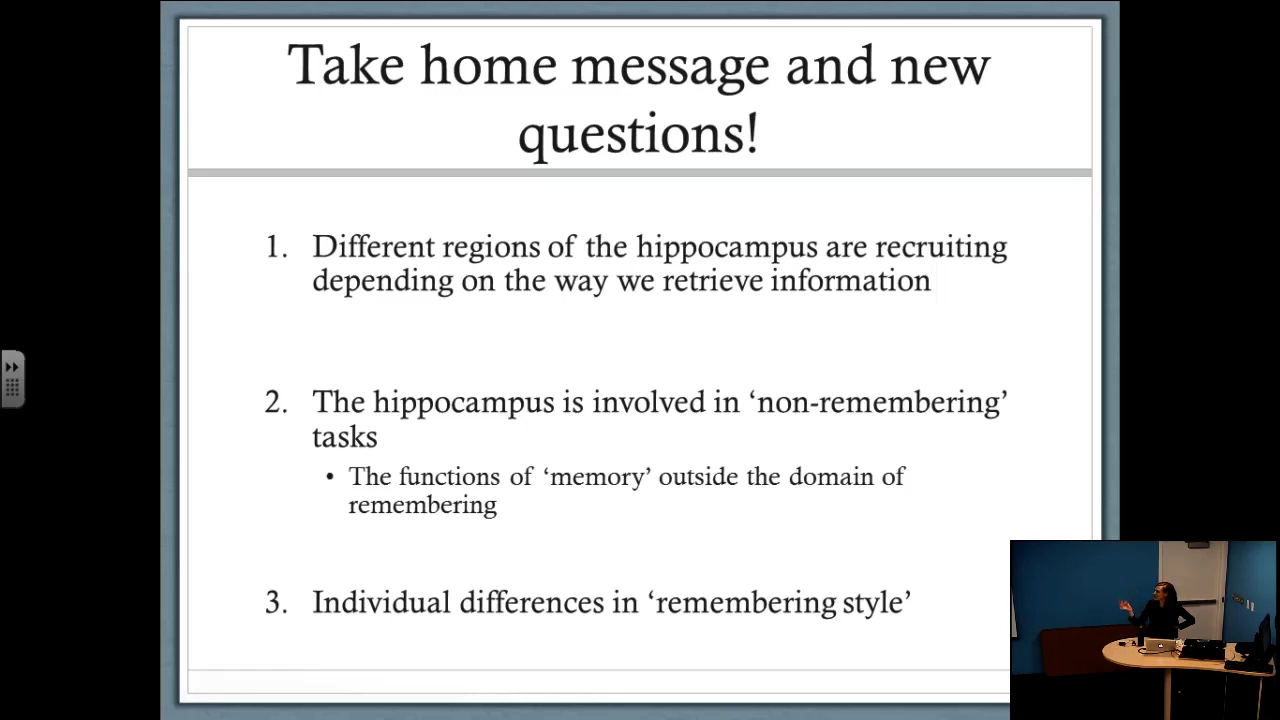 Take home message and new
questions!
1. Different regions of the hippocampus are recruiting
depending on the way we retrieve information
2. The hippocampus is involved in ‘non-remembering’
tasks
• The functions of ‘memory’ outside the domain of
remembering
3. Individual differences in ‘remembering style’